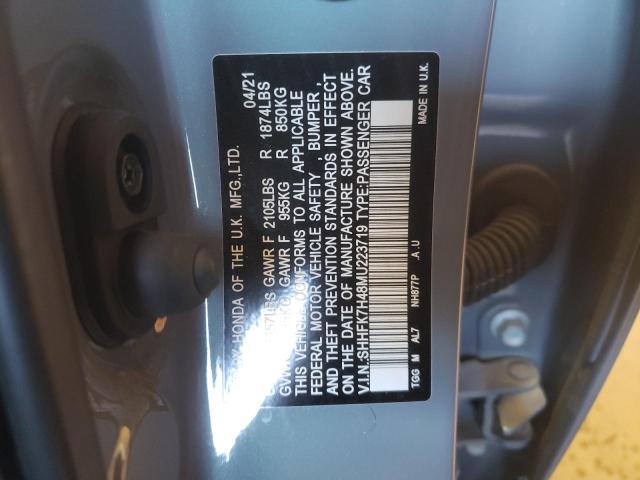 HONDA OF THE U.K. MFG.,LTD. 04/21
GAWR F 2105LBS R 1874LBS
GAWR F 955KG R 850KG
THIS VEHICLE CONFORMS TO ALL APPLICABLE
FEDERAL MOTOR VEHICLE SAFETY , BUMPER ,
AND THEFT PREVENTION STANDARDS IN EFFECT
ON THE DATE OF MANUFACTURE SHOWN ABOVE.
V.I.N.:SHHFK7H48MU223719 TYPE:PASSENGER CAR
TGG M AL7 NH877P .A .U MADE IN U.K.